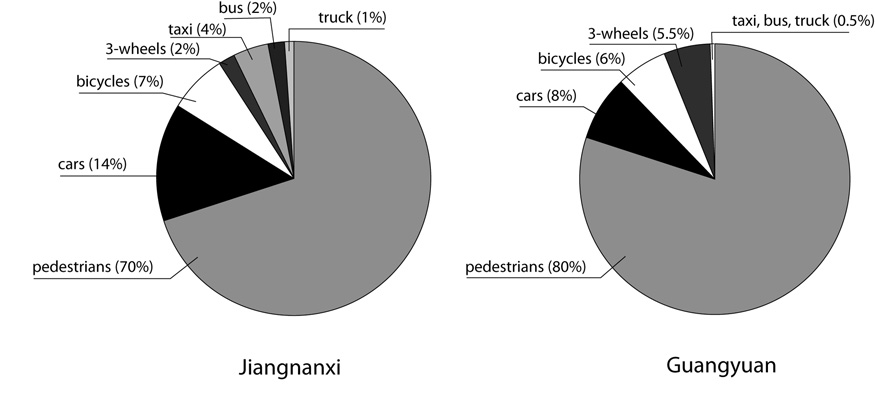 bus (2%)
truck (1%)
taxi (4%)
3-wheels (2%)
bicycles (7%)
cars (14%)
pedestrians (70%)
Jiangnanxi
taxi, bus, truck (0.5%)
3-wheels (5.5%)
bicycles (6%)
cars (8%)
pedestrians (80%)
Guangyuan